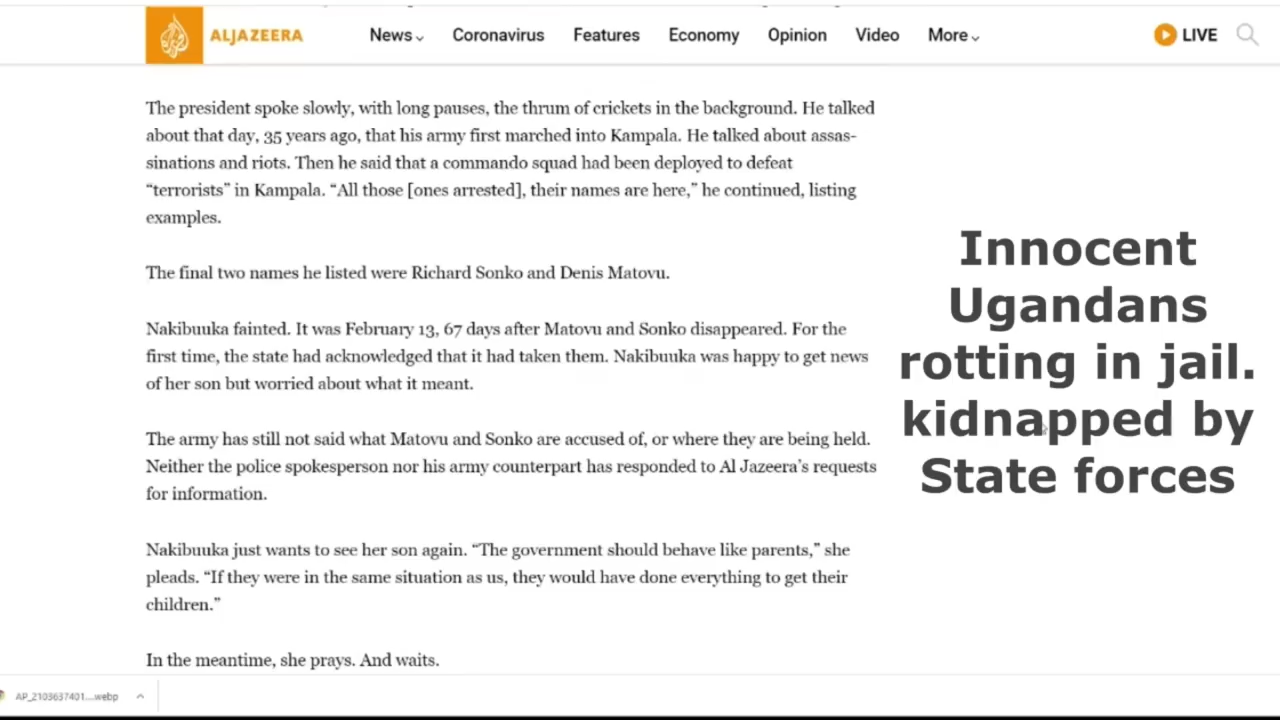 ALJAZEERA
News
Coronavirus
Features
Economy
Opinion
Video
More
LIVE
The president spoke slowly, with long pauses, the thrum of crickets in the background. He talked
about that day, 35 years ago, that his army first marched into Kampala. He talked about assas-
sinations and riots. Then he said that a commando squad had been deployed to defeat
“terrorists” in Kampala. “All those [ones arrested], their names are here,” he continued, listing
examples.
The final two names he listed were Richard Sonko and Denis Matovu.
Nakibuuka fainted. It was February 13, 67 days after Matovu and Sonko disappeared. For the
first time, the state had acknowledged that it had taken them. Nakibuuka was happy to get news
of her son but worried about what it meant.
The army has still not said what Matovu and Sonko are accused of, or where they are being held.
Neither the police spokesperson nor his army counterpart has responded to Al Jazeera’s requests
for information.
Nakibuuka just wants to see her son again. “The government should behave like parents,” she
pleads. “If they were in the same situation as us, they would have done everything to get their
children.”
In the meantime, she prays. And waits.
Innocent
Ugandans
rotting in jail.
kidnapped by
State forces
AP_2103637401....webp